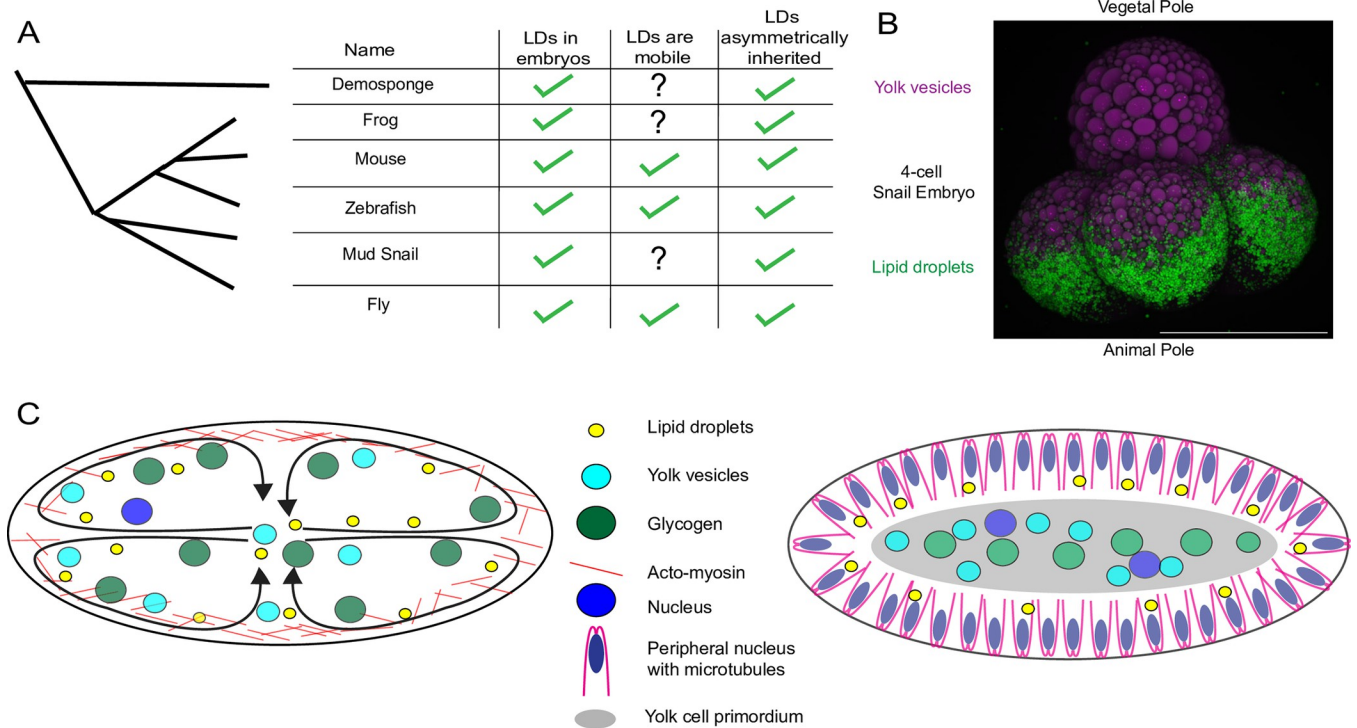 A
Name
LDs in
embryos
LDs are
mobile
LDs
asymmetrically
inherited
Demosponge
?
Frog
?
Mouse
Zebrafish
Mud Snail
?
Fly
B
Vegetal Pole
Yolk vesicles
4-cell
Snail Embryo
Lipid droplets
Animal Pole
C
Lipid droplets
Yolk vesicles
Glycogen
Acto-myosin
Nucleus
Peripheral nucleus
with microtubules
Yolk cell primordium